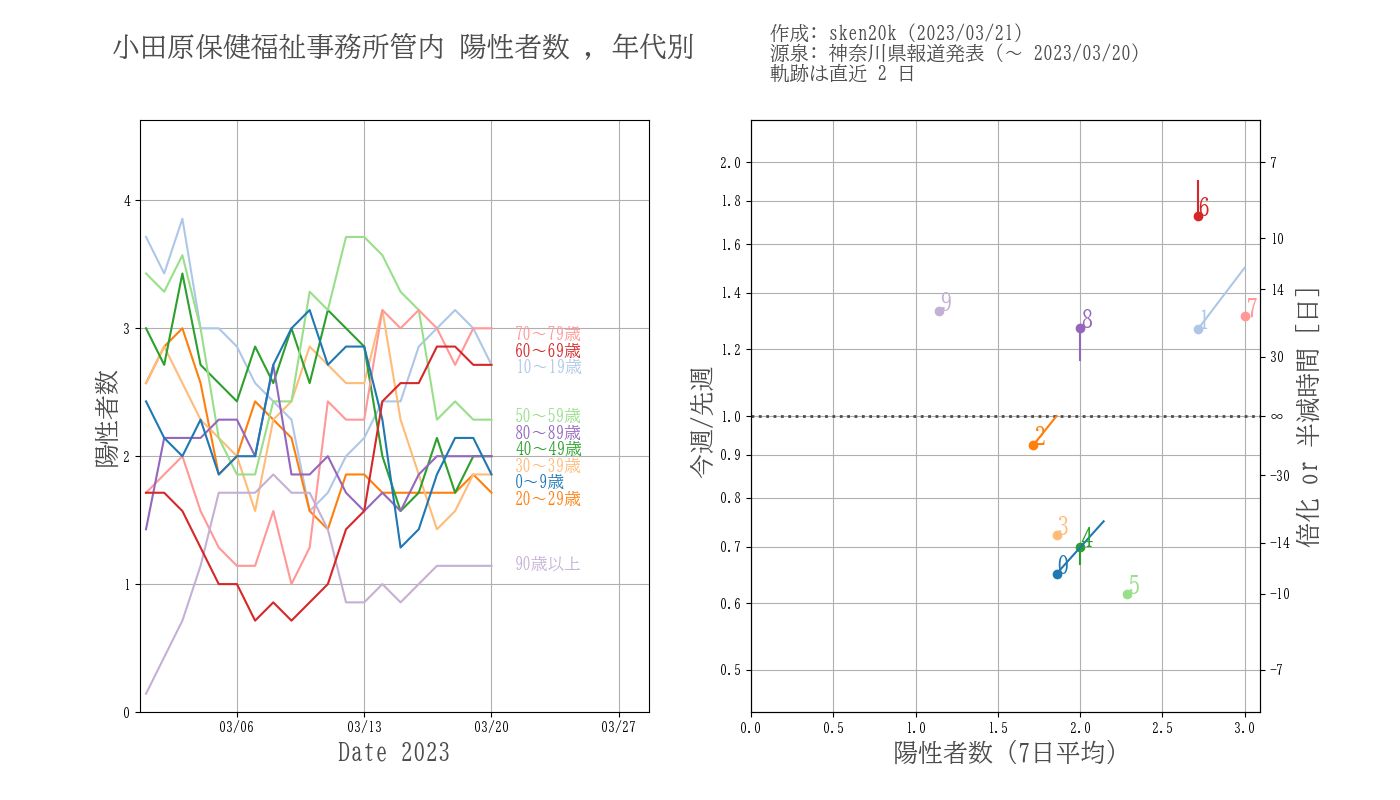 小田原保健福祉事務所管内 陽性者数 , 年代別
作成: sken20k (2023/03/21)
源泉: 神奈川県報道発表 (～ 2023/03/20)
軌跡は直近 2 日
陽性者数
4
3
2
1
0
70～79歳
60～69歳
10～19歳
50～59歳
80～89歳
40～49歳
30～39歳
0～9歳
20～29歳
90歳以上
03/06
03/13
03/20
03/27
Date 2023
今週/先週
2.0
1.8
1.6
1.4
1.2
1.0
0.9
0.8
0.7
0.6
0.5
6
9
7
8
1
2
3
4
0
5
7
10
14
30
∞
-30
-14
-10
-7
倍化 or 半減時間 [日]
0.0
0.5
1.0
1.5
2.0
2.5
3.0
陽性者数 (7日平均)